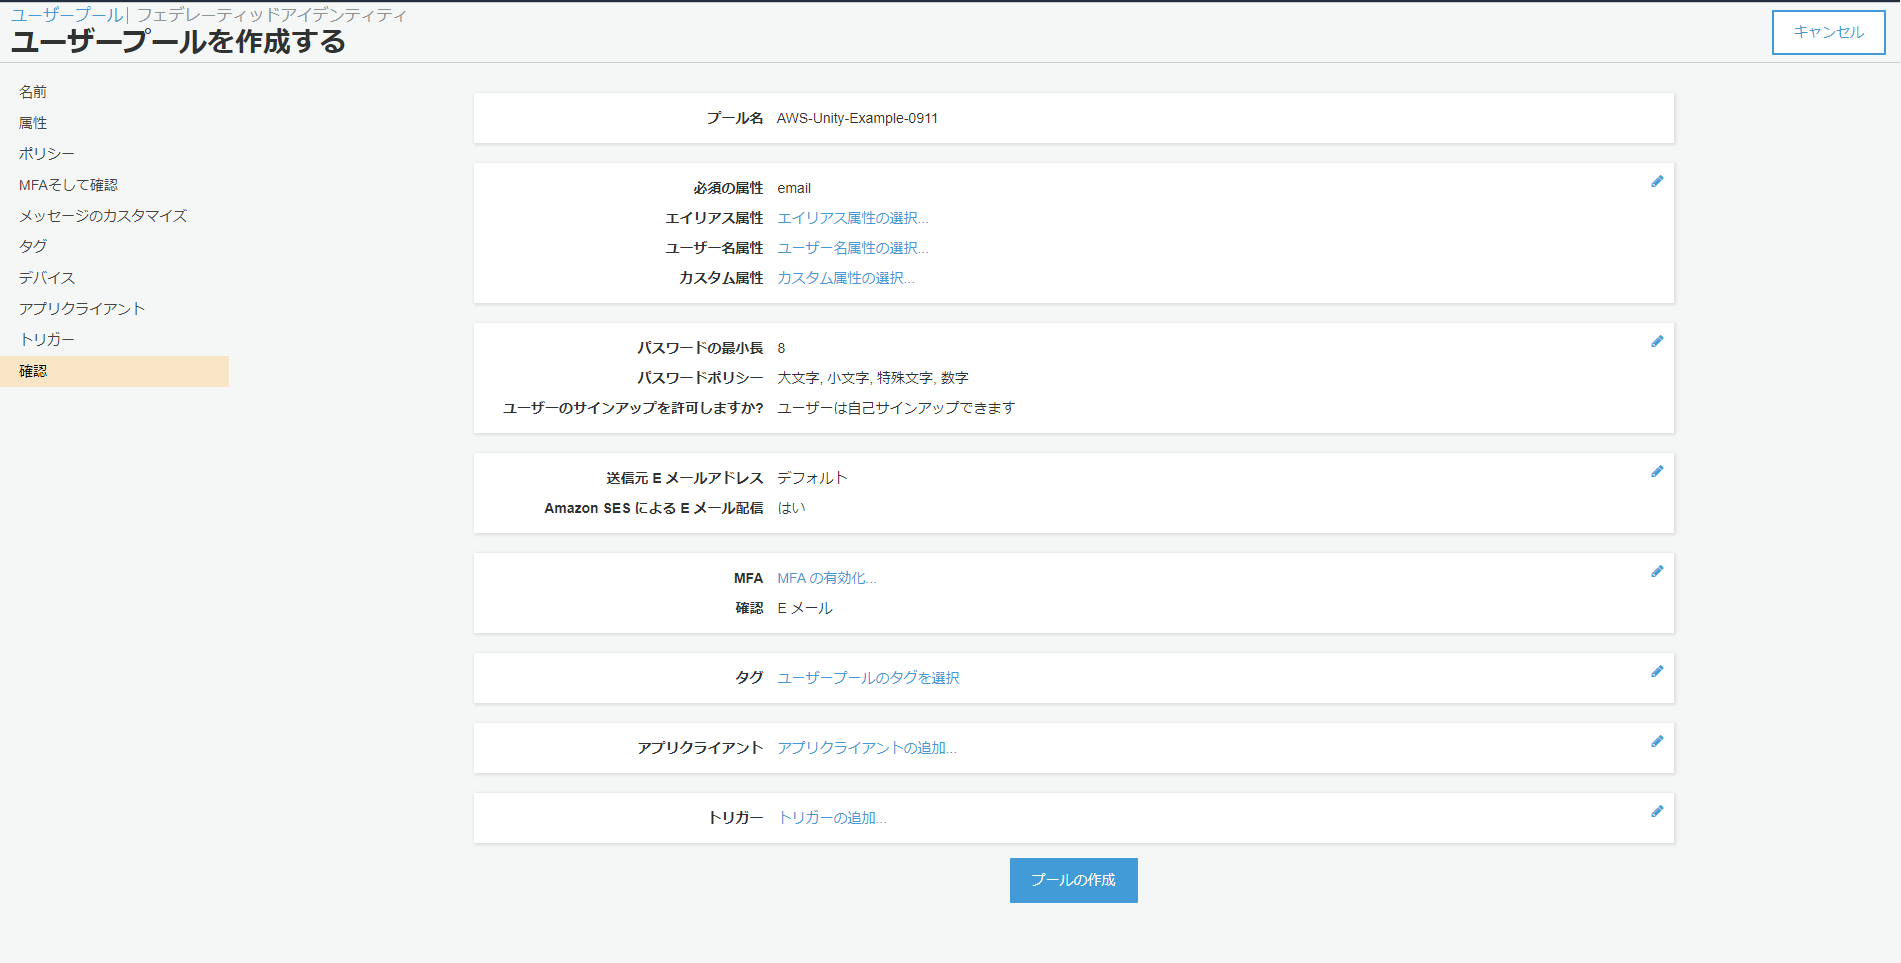 ユーザープール | フェデレーティッドアイデンティティ
ユーザープールを作成する
キャンセル
名前
属性
ポリシー
MFAそして確認
メッセージのカスタマイズ
タグ
デバイス
アプリクライアント
トリガー
確認
プール名 AWS-Unity-Example-0911
必須の属性 email
エイリアス属性 エイリアス属性の選択...
ユーザー名属性 ユーザー名属性の選択...
カスタム属性 カスタム属性の選択...
パスワードの最小長 8
パスワードポリシー 大文字, 小文字, 特殊文字, 数字
ユーザーのサインアップを許可しますか? ユーザーは自己サインアップできます
送信元 E メールアドレス デフォルト
Amazon SES による E メール配信 はい
MFA MFA の有効化...
確認 E メール
タグ ユーザープールのタグを選択
アプリクライアント アプリクライアントの追加...
トリガー トリガーの追加...
プールの作成